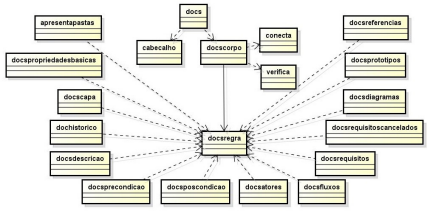 docs
apresentapastas
docsreferencias
conecta
cabecalho
docscorpo
docspropriedadesbasicas
docsprototipos
verifica
docscapa
docsdiagramas
dochistorico
docsrequisitoscancelados
docsregra
docsdescricao
docsrequisitos
docsprecondicao
docsposcondicao
docsatores
docsfluxos